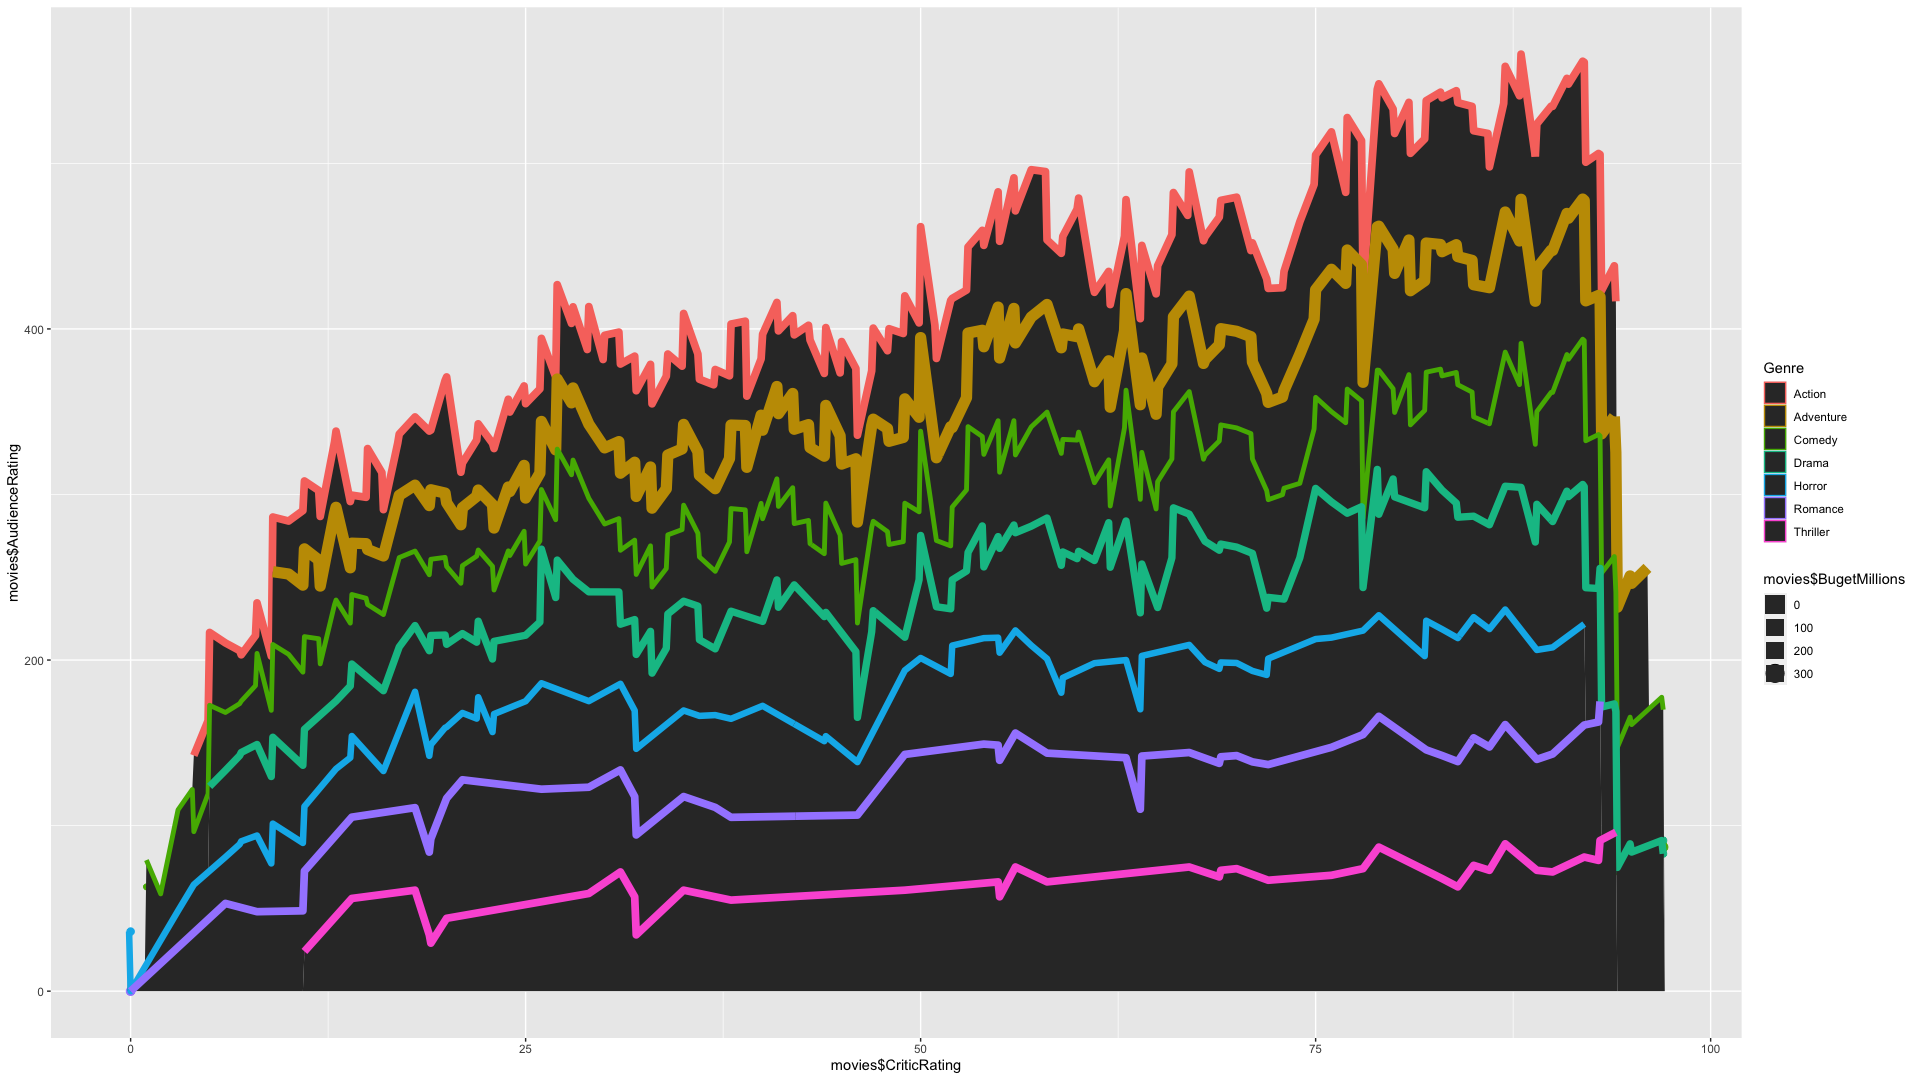 movies$AudienceRating
400
200
0
0
25
50
75
100
movies$CriticRating
Genre
Action
Adventure
Comedy
Drama
Horror
Romance
Thriller
movies$BugetMillions
0
100
200
300